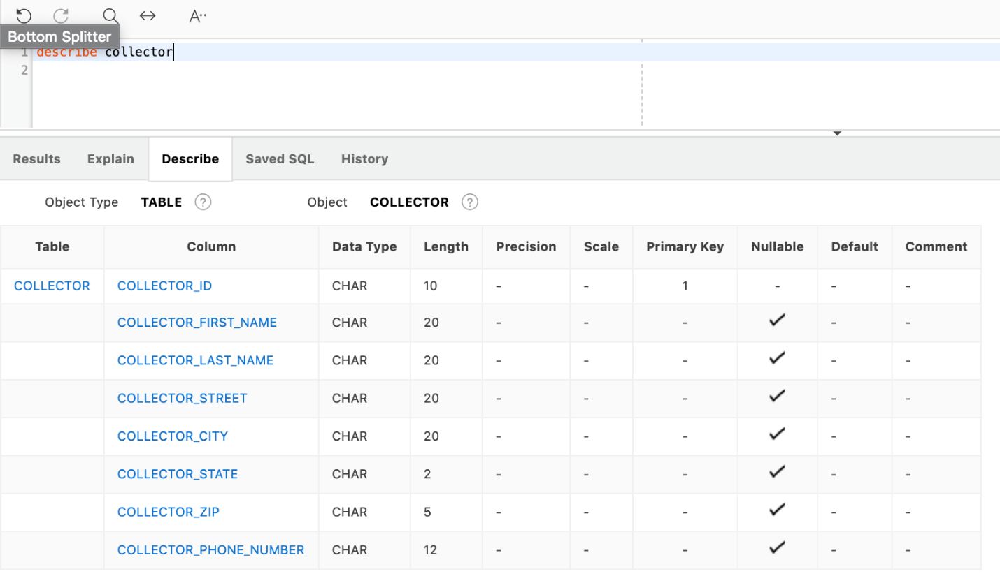 A··
Bottom Splitter
1 describe collector
2
Results Explain Describe Saved SQL History
Object Type TABLE ? Object COLLECTOR ?
Table Column Data Type Length Precision Scale Primary Key Nullable Default Comment
COLLECTOR COLLECTOR_ID CHAR 10 - - 1 - - -
COLLECTOR_FIRST_NAME CHAR 20 - - - ✓ - -
COLLECTOR_LAST_NAME CHAR 20 - - - ✓ - -
COLLECTOR_STREET CHAR 20 - - - ✓ - -
COLLECTOR_CITY CHAR 20 - - - ✓ - -
COLLECTOR_STATE CHAR 2 - - - ✓ - -
COLLECTOR_ZIP CHAR 5 - - - ✓ - -
COLLECTOR_PHONE_NUMBER CHAR 12 - - - ✓ - -